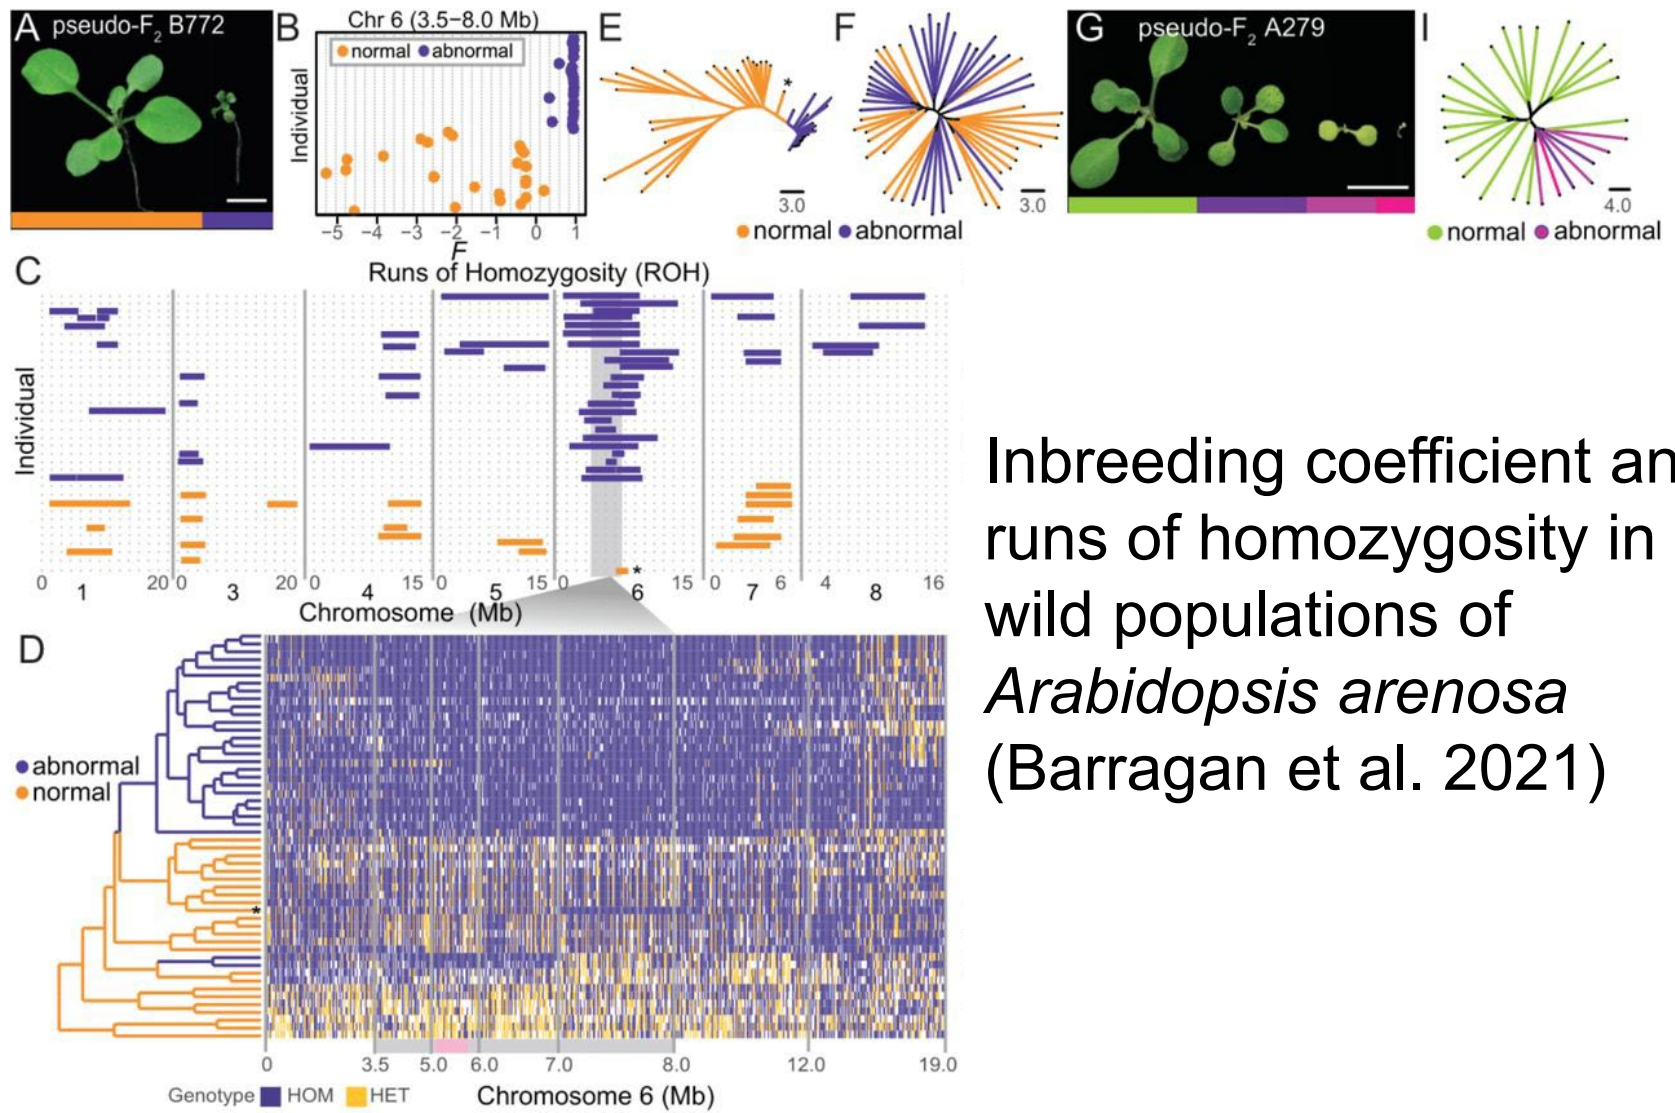 A pseudo-F2 B772
B Chr 6 (3.5−8.0 Mb)
normal abnormal
Individual
−5 −4 −3 −2 −1 0 1
F
E
*
3.0
F
3.0
normal abnormal
G pseudo-F2 A279
I
4.0
normal abnormal
C Runs of Homozygosity (ROH)
Individual
*
0 20 0 20 0 15 0 15 0 15 0 6 4 16
1 3 4 5 6 7 8
Chromosome (Mb)
D
abnormal
normal
*
0 3.5 5.0 6.0 7.0 8.0 12.0 19.0
Genotype HOM HET Chromosome 6 (Mb)
Inbreeding coefficient an
runs of homozygosity in
wild populations of
Arabidopsis arenosa
(Barragan et al. 2021)